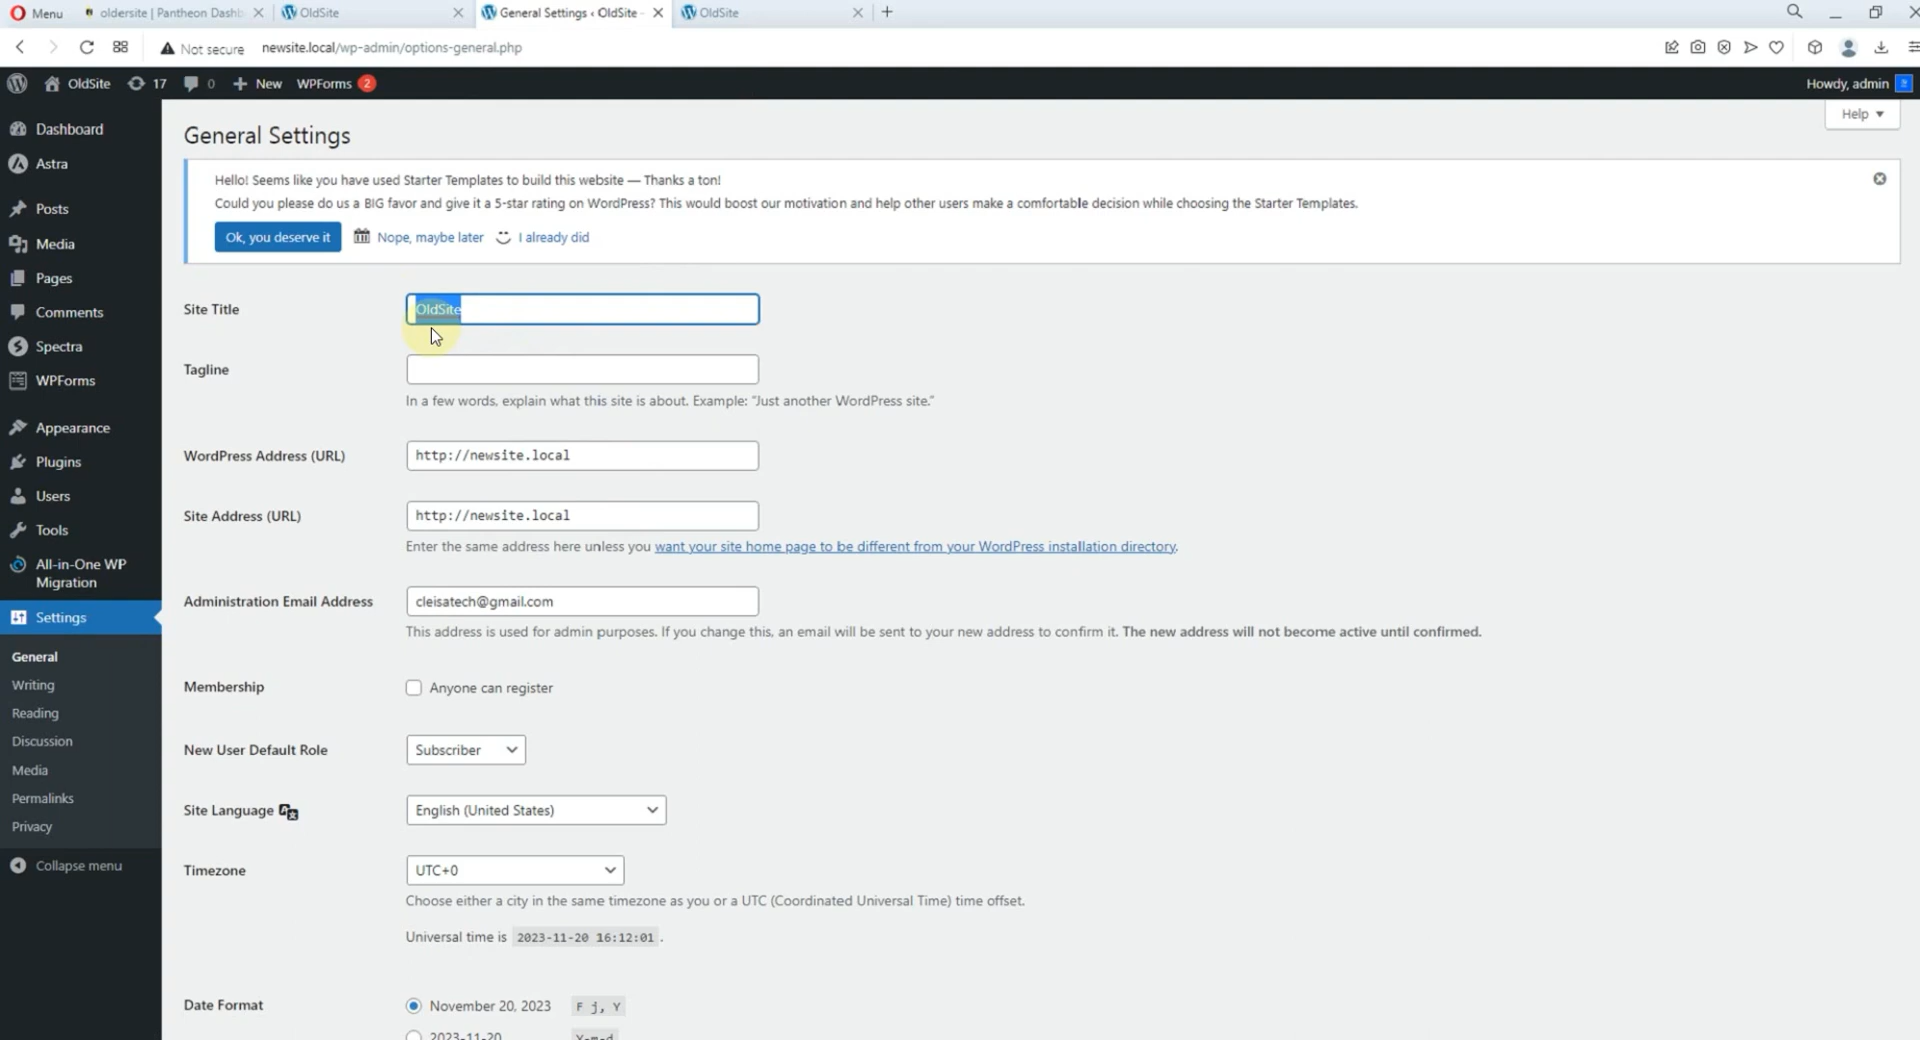 Menu
oldersite | Pantheon Dashb
OldSite
General Settings ‹ OldSite -
OldSite
Not secure
newsite.local/wp-admin/options-general.php
OldSite
17
0
New
WPForms 2
Howdy, admin
Dashboard
Astra
Posts
Media
Pages
Comments
Spectra
WPForms
Appearance
Plugins
Users
Tools
All-in-One WP
Migration
Settings
General
Writing
Reading
Discussion
Media
Permalinks
Privacy
Collapse menu
Help
General Settings
Hello! Seems like you have used Starter Templates to build this website — Thanks a ton!
Could you please do us a BIG favor and give it a 5-star rating on WordPress? This would boost our motivation and help other users make a comfortable decision while choosing the Starter Templates.
Ok, you deserve it
Nope, maybe later
I already did
Site Title
OldSite
Tagline
In a few words, explain what this site is about. Example: “Just another WordPress site.”
WordPress Address (URL)
http://newsite.local
Site Address (URL)
http://newsite.local
Enter the same address here unless you want your site home page to be different from your WordPress installation directory.
Administration Email Address
cleisatech@gmail.com
This address is used for admin purposes. If you change this, an email will be sent to your new address to confirm it. The new address will not become active until confirmed.
Membership
Anyone can register
New User Default Role
Subscriber
Site Language
English (United States)
Timezone
UTC+0
Choose either a city in the same timezone as you or a UTC (Coordinated Universal Time) time offset.
Universal time is 2023-11-20 16:12:01 .
Date Format
November 20, 2023
F j, Y
2023-11-20
Y-m-d